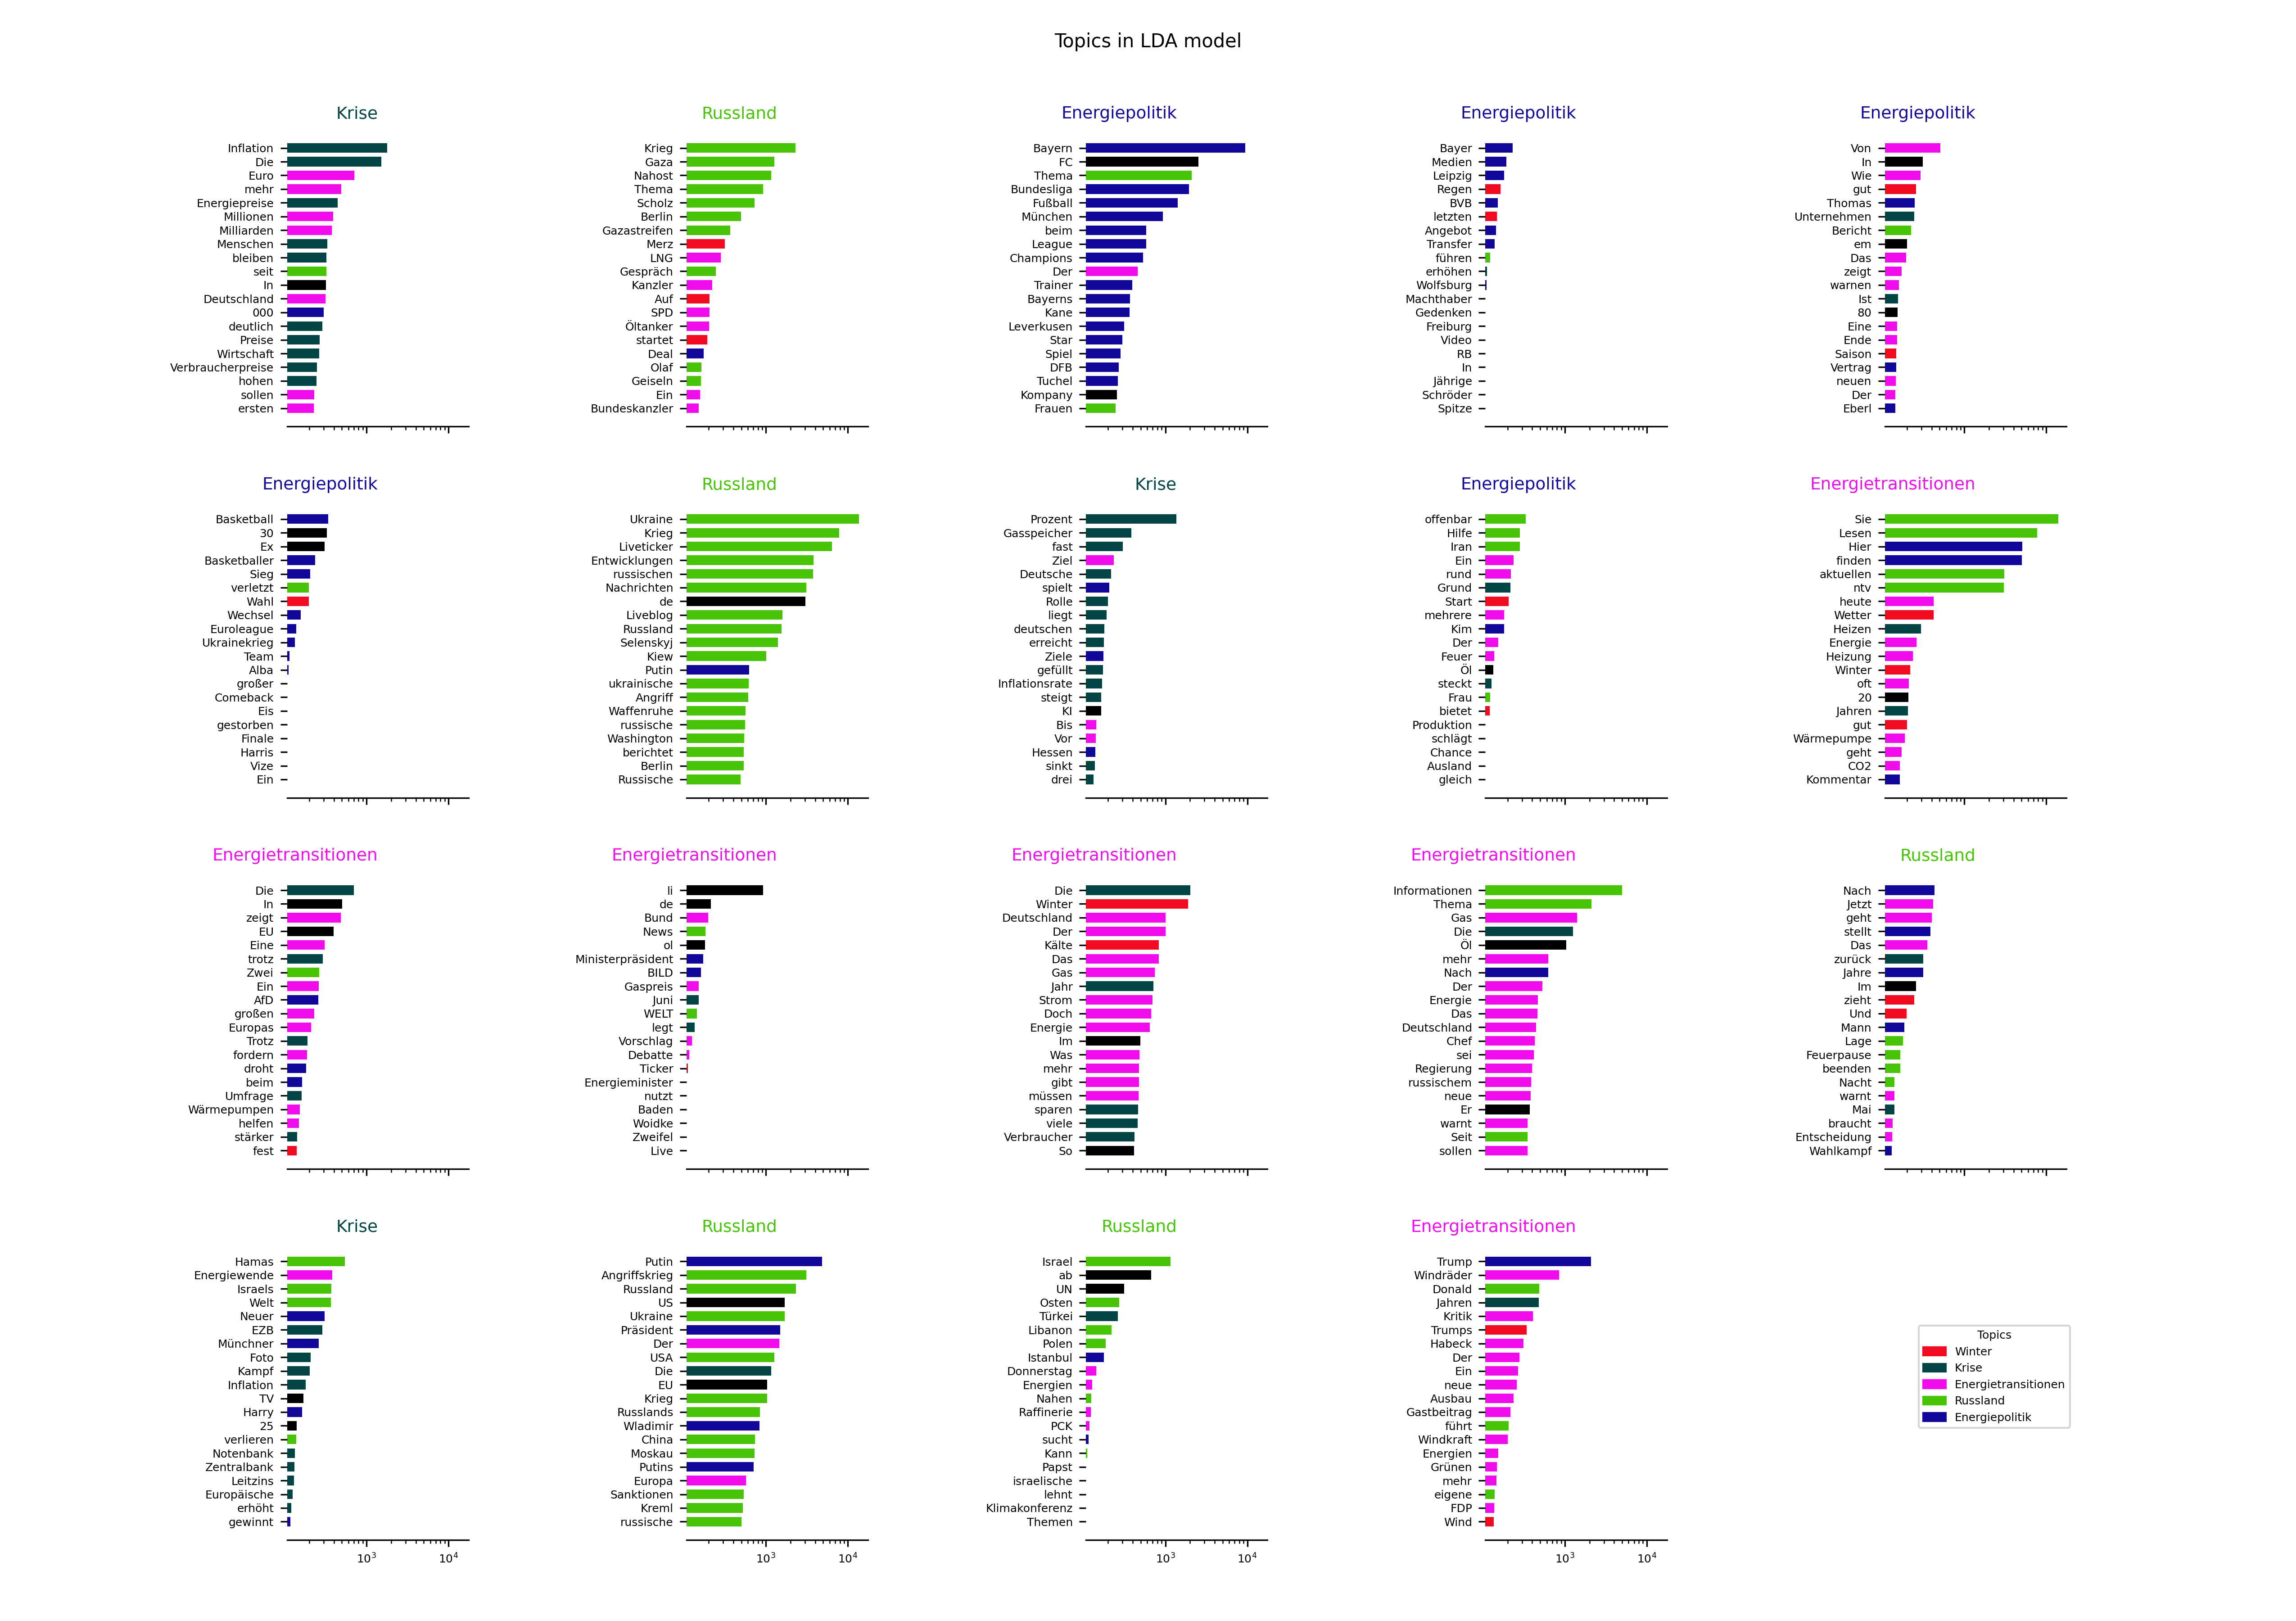 Topics in LDA model
Krise
Inflation
Die
Euro
mehr
Energiepreise
Millionen
Milliarden
Menschen
bleiben
seit
In
Deutschland
000
deutlich
Preise
Wirtschaft
Verbraucherpreise
hohen
sollen
ersten
Russland
Krieg
Gaza
Nahost
Thema
Scholz
Berlin
Gazastreifen
Merz
LNG
Gespräch
Kanzler
Auf
SPD
Öltanker
startet
Deal
Olaf
Geiseln
Ein
Bundeskanzler
Energiepolitik
Bayern
FC
Thema
Bundesliga
Fußball
München
beim
League
Champions
Der
Trainer
Bayerns
Kane
Leverkusen
Star
Spiel
DFB
Tuchel
Kompany
Frauen
Energiepolitik
Bayer
Medien
Leipzig
Regen
BVB
letzten
Angebot
Transfer
führen
erhöhen
Wolfsburg
Machthaber
Gedenken
Freiburg
Video
RB
In
Jährige
Schröder
Spitze
Energiepolitik
Von
In
Wie
gut
Thomas
Unternehmen
Bericht
em
Das
zeigt
warnen
Ist
80
Eine
Ende
Saison
Vertrag
neuen
Der
Eberl
Energiepolitik
Basketball
30
Ex
Basketballer
Sieg
verletzt
Wahl
Wechsel
Euroleague
Ukrainekrieg
Team
Alba
großer
Comeback
Eis
gestorben
Finale
Harris
Vize
Ein
Russland
Ukraine
Krieg
Liveticker
Entwicklungen
russischen
Nachrichten
de
Liveblog
Russland
Selenskyj
Kiew
Putin
ukrainische
Angriff
Waffenruhe
russische
Washington
berichtet
Berlin
Russische
Krise
Prozent
Gasspeicher
fast
Ziel
Deutsche
spielt
Rolle
liegt
deutschen
erreicht
Ziele
gefüllt
Inflationsrate
steigt
KI
Bis
Vor
Hessen
sinkt
drei
Energiepolitik
offenbar
Hilfe
Iran
Ein
rund
Grund
Start
mehrere
Kim
Der
Feuer
Öl
steckt
Frau
bietet
Produktion
schlägt
Chance
Ausland
gleich
Energietransitionen
Sie
Lesen
Hier
finden
aktuellen
ntv
heute
Wetter
Heizen
Energie
Heizung
Winter
oft
20
Jahren
gut
Wärmepumpe
geht
CO2
Kommentar
Energietransitionen
Die
In
zeigt
EU
Eine
trotz
Zwei
Ein
AfD
großen
Europas
Trotz
fordern
droht
beim
Umfrage
Wärmepumpen
helfen
stärker
fest
Energietransitionen
li
de
Bund
News
ol
Ministerpräsident
BILD
Gaspreis
Juni
WELT
legt
Vorschlag
Debatte
Ticker
Energieminister
nutzt
Baden
Woidke
Zweifel
Live
Energietransitionen
Die
Winter
Deutschland
Der
Kälte
Das
Gas
Jahr
Strom
Doch
Energie
Im
Was
mehr
gibt
müssen
sparen
viele
Verbraucher
So
Energietransitionen
Informationen
Thema
Gas
Die
Öl
mehr
Nach
Der
Energie
Das
Deutschland
Chef
sei
Regierung
russischem
neue
Er
warnt
Seit
sollen
Russland
Nach
Jetzt
geht
stellt
Das
zurück
Jahre
Im
zieht
Und
Mann
Lage
Feuerpause
beenden
Nacht
warnt
Mai
braucht
Entscheidung
Wahlkampf
Krise
Hamas
Energiewende
Israels
Welt
Neuer
EZB
Münchner
Foto
Kampf
Inflation
TV
Harry
25
verlieren
Notenbank
Zentralbank
Leitzins
Europäische
erhöht
gewinnt
10³ 10⁴
Russland
Putin
Angriffskrieg
Russland
US
Ukraine
Präsident
Der
USA
Die
EU
Krieg
Russlands
Wladimir
China
Moskau
Putins
Europa
Sanktionen
Kreml
russische
10³ 10⁴
Russland
Israel
ab
UN
Osten
Türkei
Libanon
Polen
Istanbul
Donnerstag
Energien
Nahen
Raffinerie
PCK
sucht
Kann
Papst
israelische
lehnt
Klimakonferenz
Themen
10³ 10⁴
Energietransitionen
Trump
Windräder
Donald
Jahren
Kritik
Trumps
Habeck
Der
Ein
neue
Ausbau
Gastbeitrag
führt
Windkraft
Energien
Grünen
mehr
eigene
FDP
Wind
10³ 10⁴
Topics
Winter
Krise
Energietransitionen
Russland
Energiepolitik